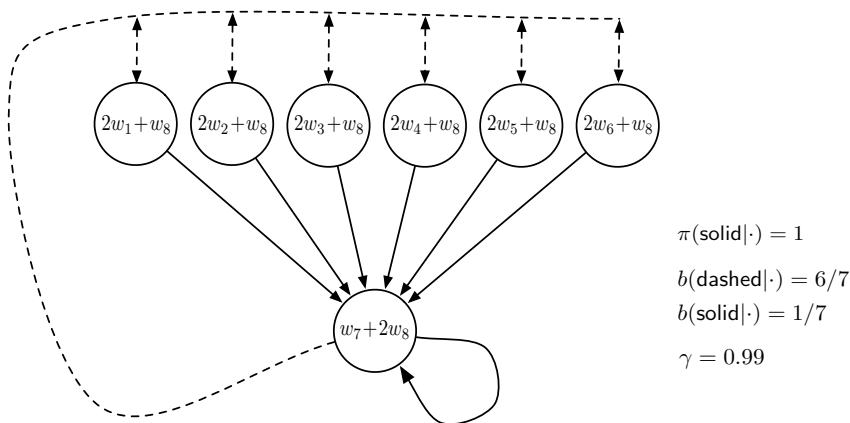 2w₁+w₈ 2w₂+w₈ 2w₃+w₈ 2w₄+w₈ 2w₅+w₈ 2w₆+w₈
π(solid|·) = 1
b(dashed|·) = 6/7
b(solid|·) = 1/7
w₇+2w₈
γ = 0.99